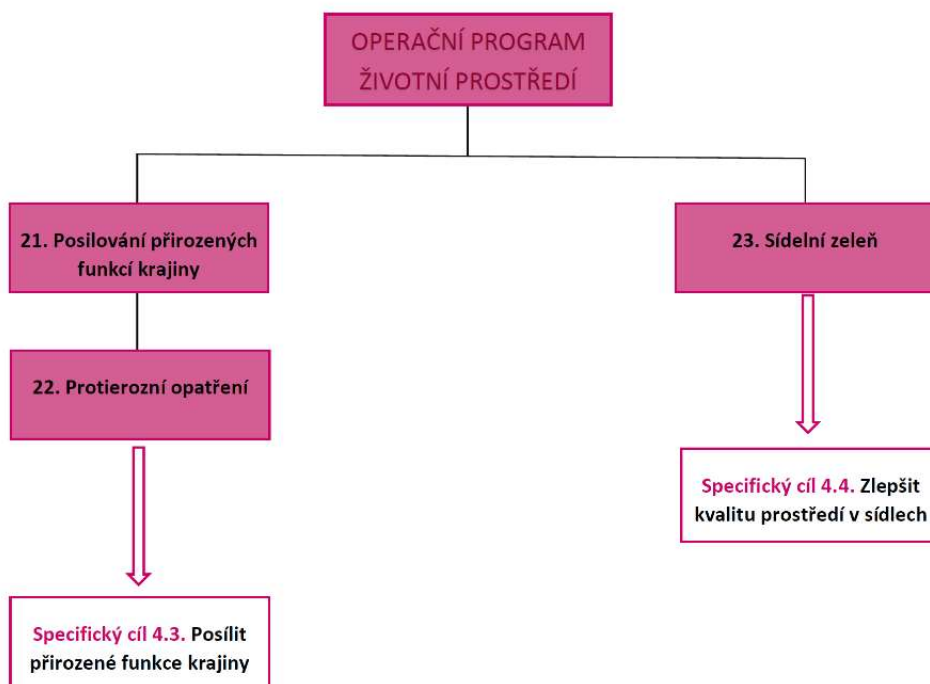 OPERAČNÍ PROGRAM
ŽIVOTNÍ PROSTŘEDÍ
21. Posilování přirozených
funkcí krajiny
23. Sídelní zeleň
22. Protierozní opatření
Specifický cíl 4.4. Zlepšit
kvalitu prostředí v sídlech
Specifický cíl 4.3. Posílit
přirozené funkce krajiny